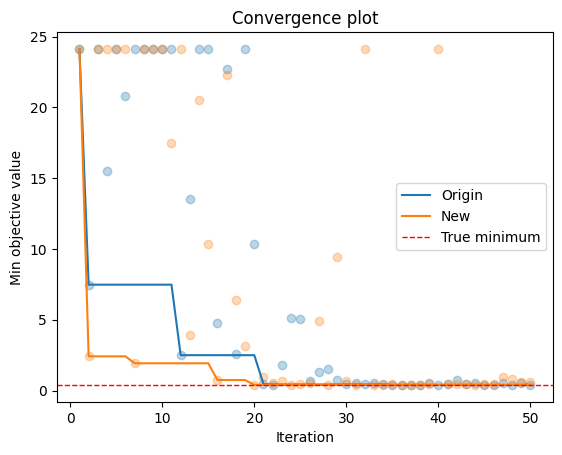 Convergence plot
Min objective value
25
20
15
10
5
0
Origin
New
True minimum
0 10 20 30 40 50
Iteration